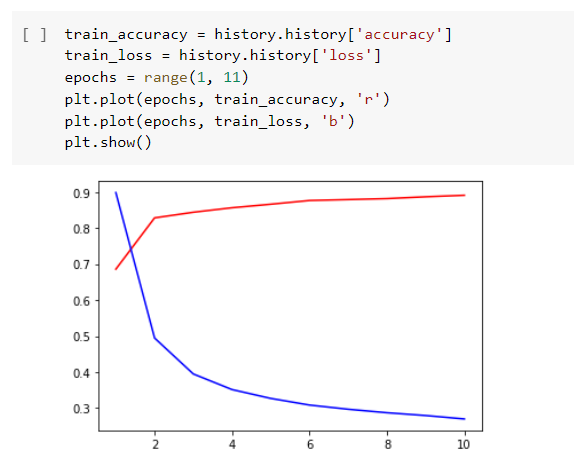 [ ] train_accuracy = history.history['accuracy']
train_loss = history.history['loss']
epochs = range(1, 11)
plt.plot(epochs, train_accuracy, 'r')
plt.plot(epochs, train_loss, 'b')
plt.show()
0.9
0.8
0.7
0.6
0.5
0.4
0.3
2 4 6 8 10